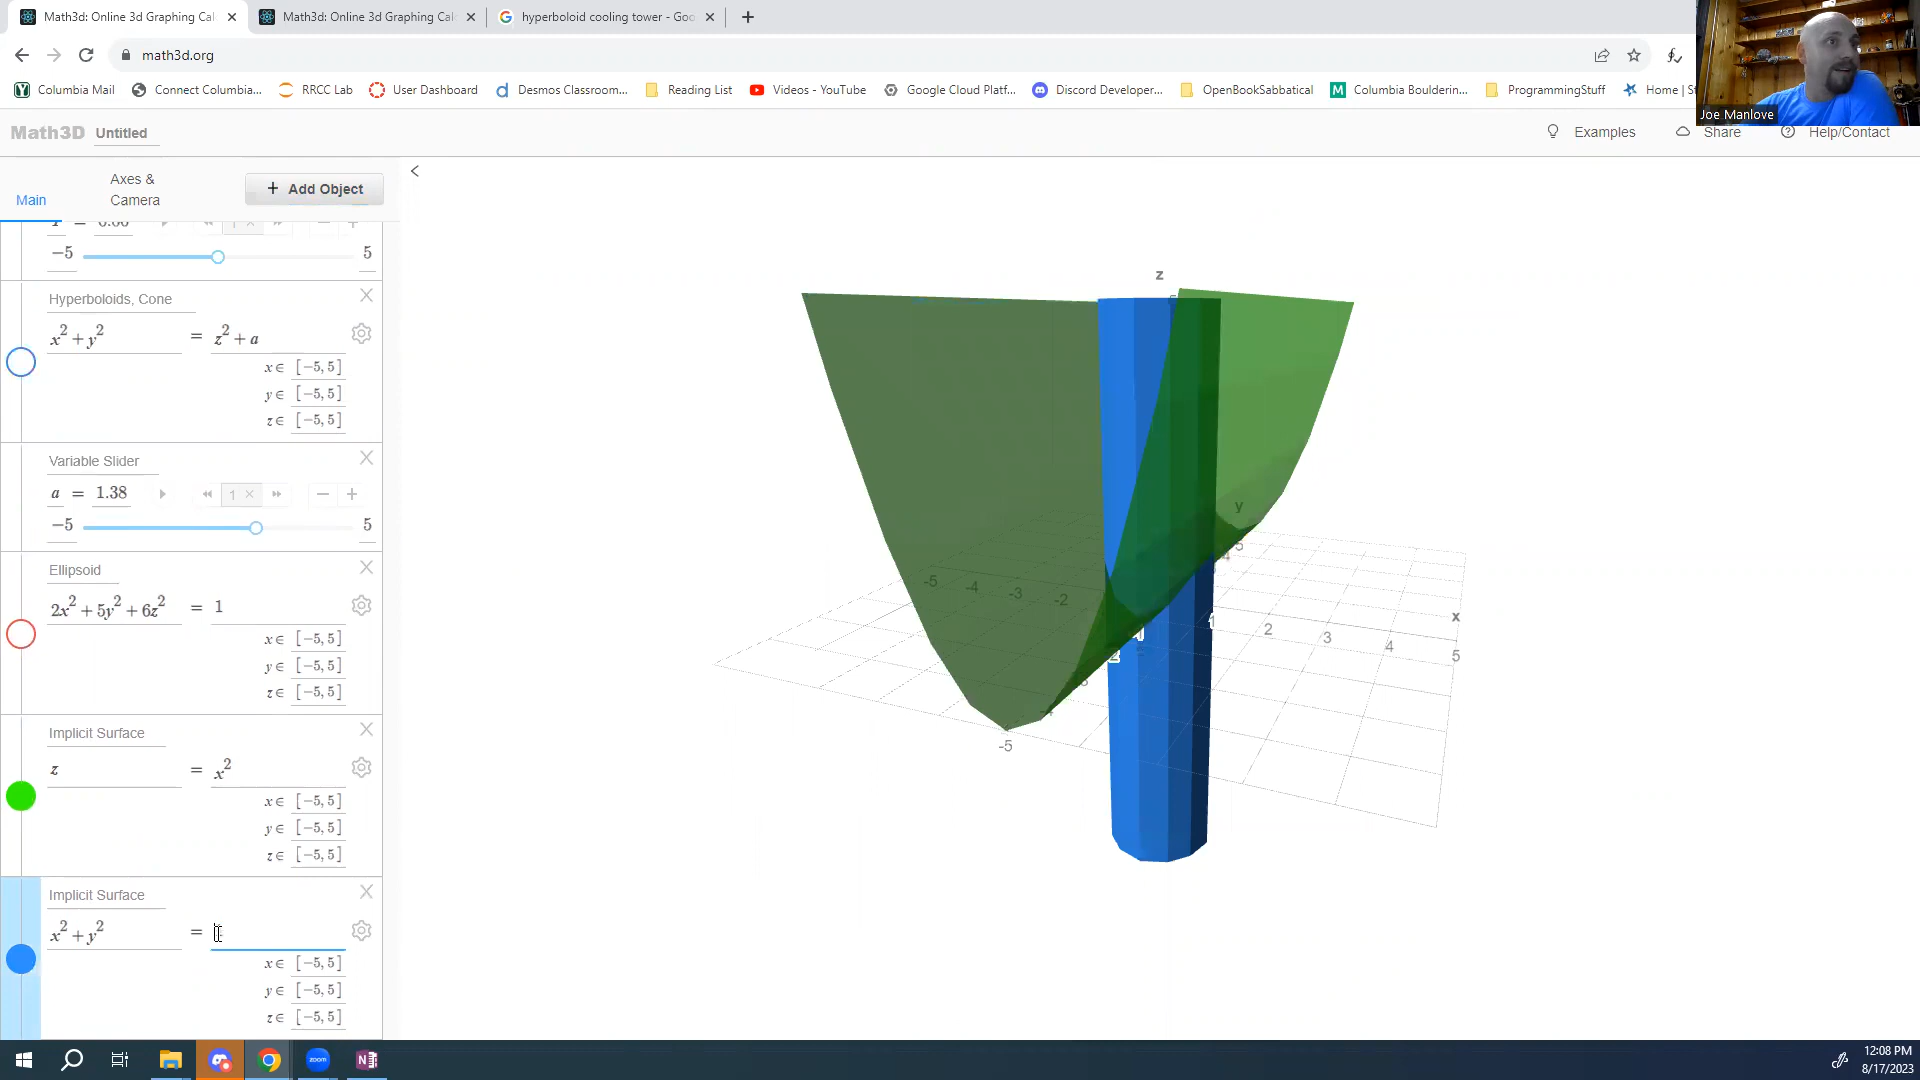 Math3d: Online 3d Graphing Cal
Math3d: Online 3d Graphing Cal
hyperboloid cooling tower - Goo
math3d.org
Columbia Mail
Connect Columbia...
RRCC Lab
User Dashboard
Desmos Classroom...
Reading List
Videos - YouTube
Google Cloud Platf...
Discord Developer...
OpenBookSabbatical
Columbia Boulderin...
ProgrammingStuff
Home | St
Joe Manlove
Math3D
Untitled
Examples
Share
Help/Contact
Main
Axes &
Camera
+ Add Object
−5
5
Hyperboloids, Cone
x² + y² = z² + a
x ∈ [−5, 5]
y ∈ [−5, 5]
z ∈ [−5, 5]
Variable Slider
a = 1.38
1 ×
−5
5
Ellipsoid
2x² + 5y² + 6z² = 1
x ∈ [−5, 5]
y ∈ [−5, 5]
z ∈ [−5, 5]
Implicit Surface
z = x²
x ∈ [−5, 5]
y ∈ [−5, 5]
z ∈ [−5, 5]
Implicit Surface
x² + y² =
x ∈ [−5, 5]
y ∈ [−5, 5]
z ∈ [−5, 5]
z
y
5
-5
-4
-3
-2
1
2
3
4
5
x
-5
zoom
12:08 PM
8/17/2023